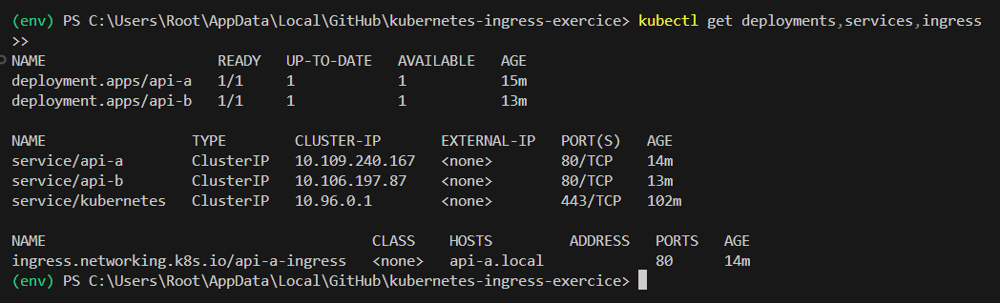 (env) PS C:\Users\Root\AppData\Local\GitHub\kubernetes-ingress-exercice> kubectl get deployments,services,ingress
>>
NAME READY UP-TO-DATE AVAILABLE AGE
deployment.apps/api-a 1/1 1 1 15m
deployment.apps/api-b 1/1 1 1 13m
NAME TYPE CLUSTER-IP EXTERNAL-IP PORT(S) AGE
service/api-a ClusterIP 10.109.240.167 <none> 80/TCP 14m
service/api-b ClusterIP 10.106.197.87 <none> 80/TCP 13m
service/kubernetes ClusterIP 10.96.0.1 <none> 443/TCP 102m
NAME CLASS HOSTS ADDRESS PORTS AGE
ingress.networking.k8s.io/api-a-ingress <none> api-a.local 80 14m
(env) PS C:\Users\Root\AppData\Local\GitHub\kubernetes-ingress-exercice>